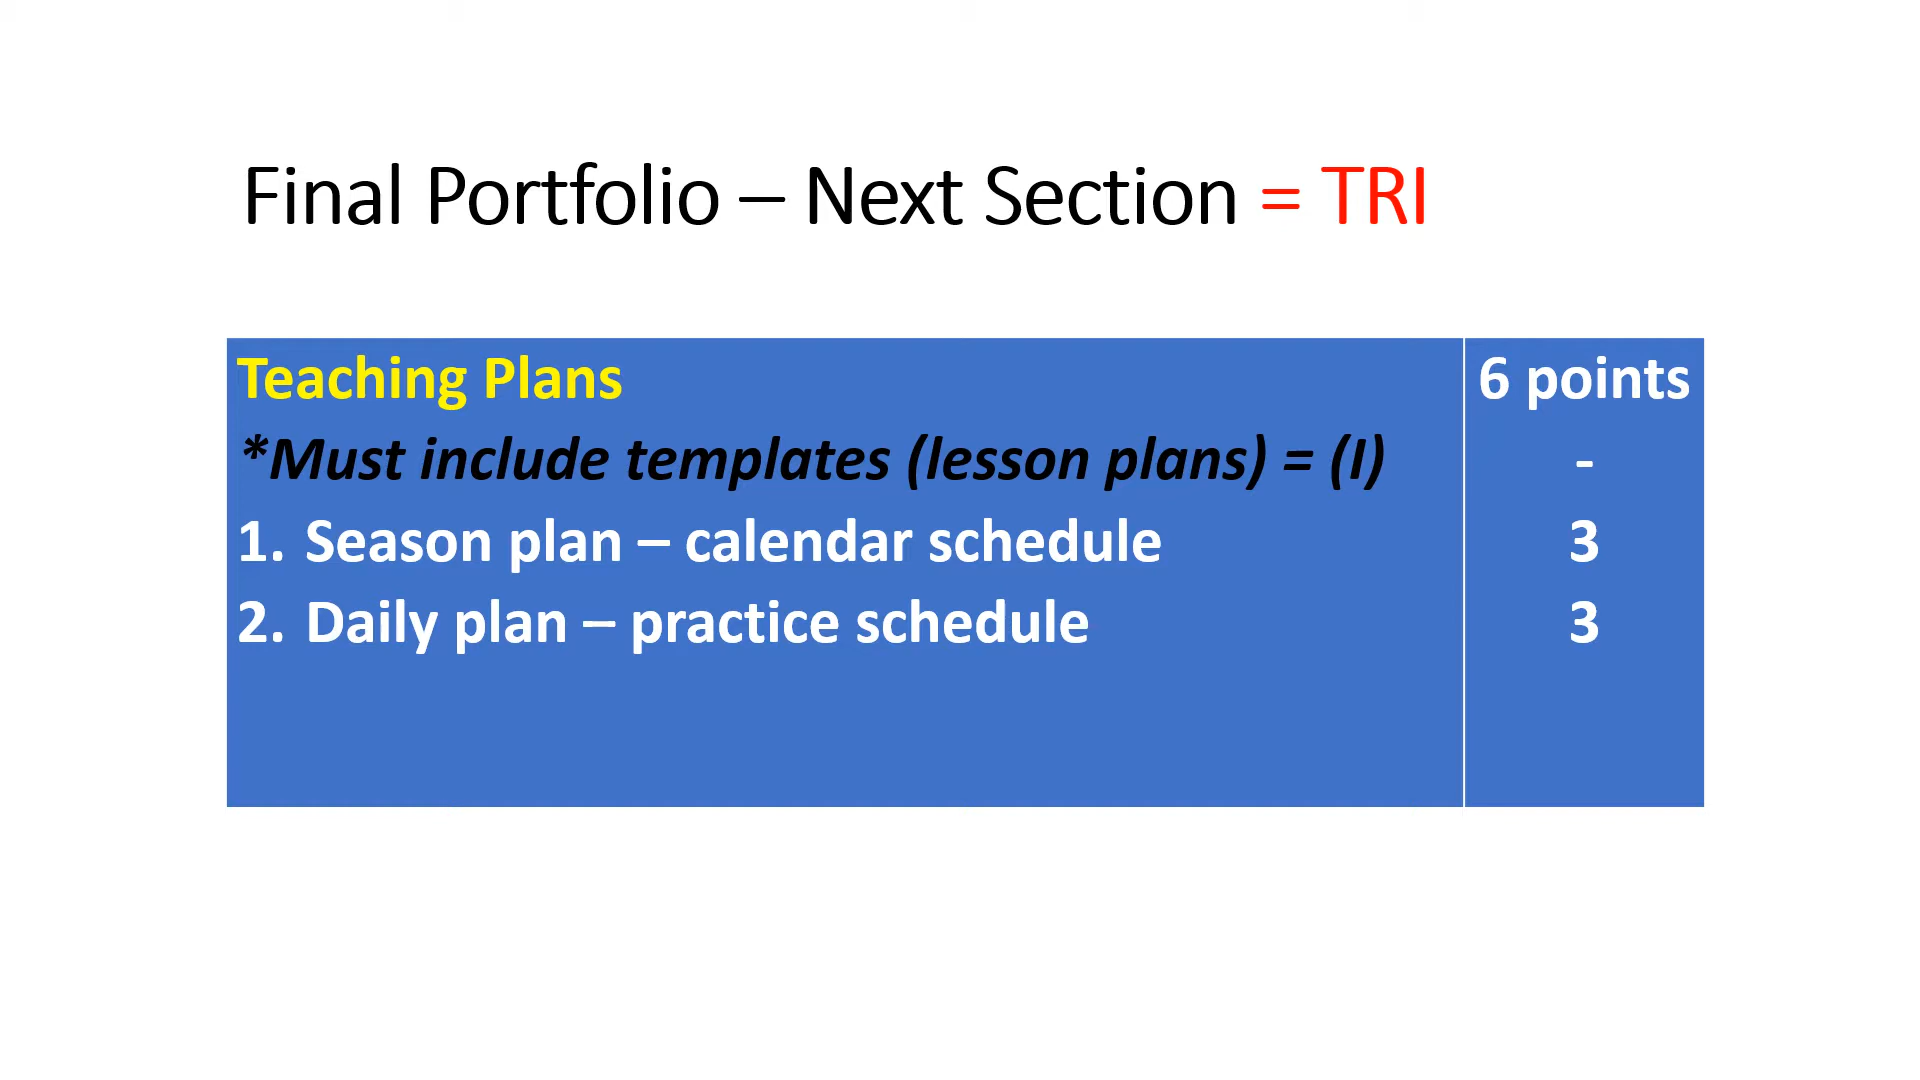 Final Portfolio – Next Section = TRI
Teaching Plans 6 points
*Must include templates (lesson plans) = (I) -
1. Season plan – calendar schedule 3
2. Daily plan – practice schedule 3